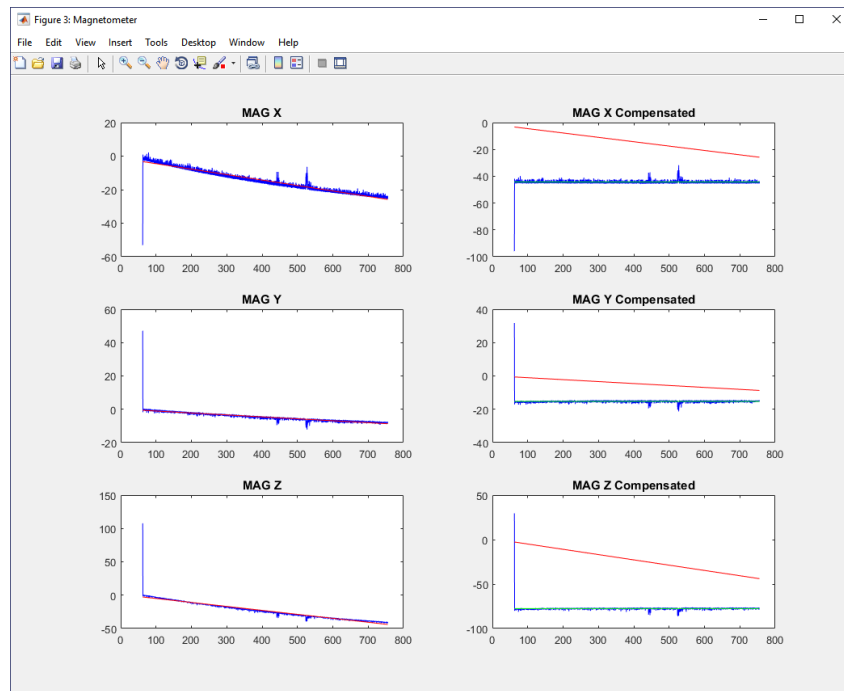 Figure 3: Magnetometer
File Edit View Insert Tools Desktop Window Help
MAG X
20
0
-20
-40
-60
0 100 200 300 400 500 600 700 800
MAG X Compensated
0
-20
-40
-60
-80
-100
0 100 200 300 400 500 600 700 800
MAG Y
60
40
20
0
-20
0 100 200 300 400 500 600 700 800
MAG Y Compensated
40
20
0
-20
-40
0 100 200 300 400 500 600 700 800
MAG Z
150
100
50
0
-50
0 100 200 300 400 500 600 700 800
MAG Z Compensated
50
0
-50
-100
0 100 200 300 400 500 600 700 800